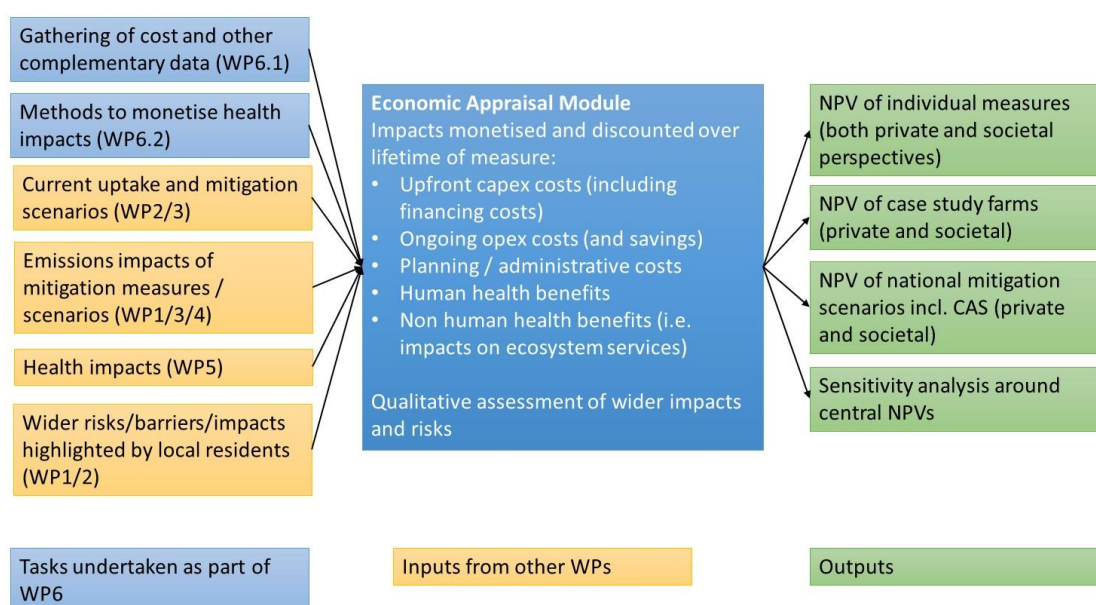 Gathering of cost and other
complementary data (WP6.1)
Methods to monetise health
impacts (WP6.2)
Current uptake and mitigation
scenarios (WP2/3)
Emissions impacts of
mitigation measures /
scenarios (WP1/3/4)
Health impacts (WP5)
Wider risks/barriers/impacts
highlighted by local residents
(WP1/2)
Economic Appraisal Module
Impacts monetised and discounted over
lifetime of measure:
• Upfront capex costs (including
financing costs)
• Ongoing opex costs (and savings)
• Planning / administrative costs
• Human health benefits
• Non human health benefits (i.e.
impacts on ecosystem services)
Qualitative assessment of wider impacts
and risks
NPV of individual measures
(both private and societal
perspectives)
NPV of case study farms
(private and societal)
NPV of national mitigation
scenarios incl. CAS (private
and societal)
Sensitivity analysis around
central NPVs
Tasks undertaken as part of
WP6
Inputs from other WPs
Outputs